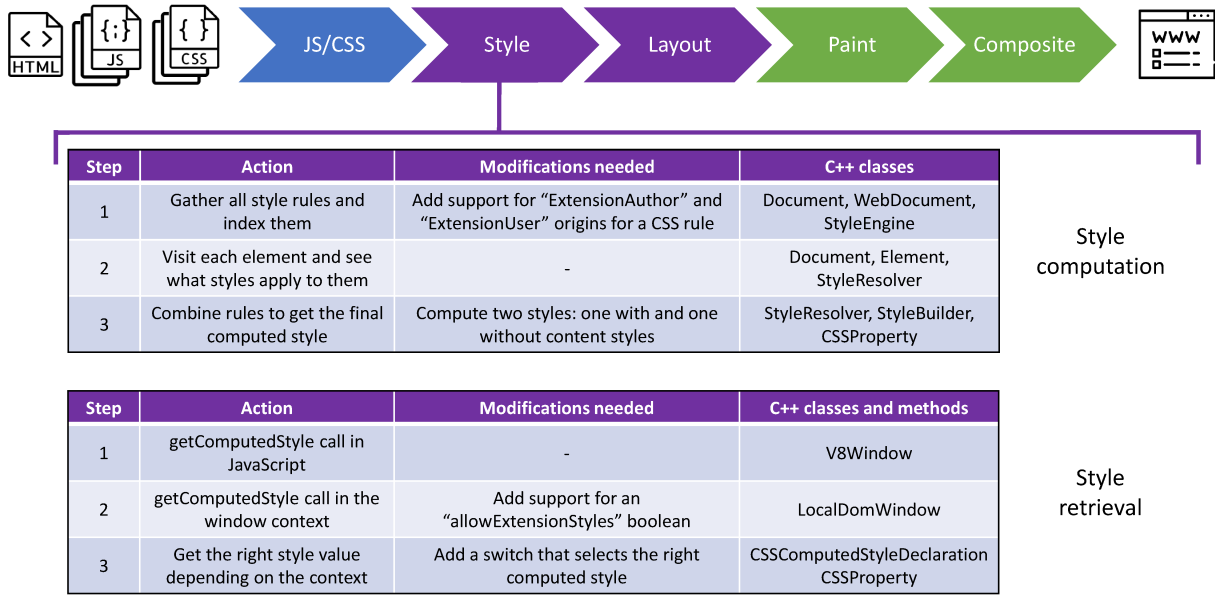 HTML
{;}
JS
{ }
CSS
JS/CSS
Style
Layout
Paint
Composite
WWW
Step
Action
Modifications needed
C++ classes
1
Gather all style rules and
index them
Add support for “ExtensionAuthor” and
“ExtensionUser” origins for a CSS rule
Document, WebDocument,
StyleEngine
2
Visit each element and see
what styles apply to them
-
Document, Element,
StyleResolver
3
Combine rules to get the final
computed style
Compute two styles: one with and one
without content styles
StyleResolver, StyleBuilder,
CSSProperty
Style
computation
Step
Action
Modifications needed
C++ classes and methods
1
getComputedStyle call in
JavaScript
-
V8Window
2
getComputedStyle call in the
window context
Add support for an
“allowExtensionStyles” boolean
LocalDomWindow
3
Get the right style value
depending on the context
Add a switch that selects the right
computed style
CSSComputedStyleDeclaration
CSSProperty
Style
retrieval